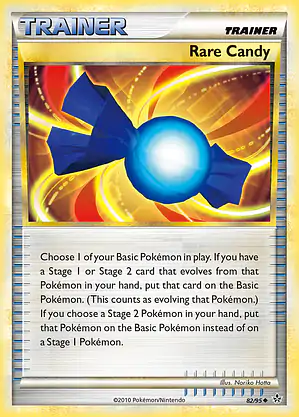 TRAINER
TRAINER
Rare Candy
Choose 1 of your Basic Pokémon in play. If you have
a Stage 1 or Stage 2 card that evolves from that
Pokémon in your hand, put that card on the Basic
Pokémon. (This counts as evolving that Pokémon.)
If you choose a Stage 2 Pokémon in your hand, put
that Pokémon on the Basic Pokémon instead of on
a Stage 1 Pokémon.
Illus. Noriko Hotta
©2010 Pokémon/Nintendo
82/95